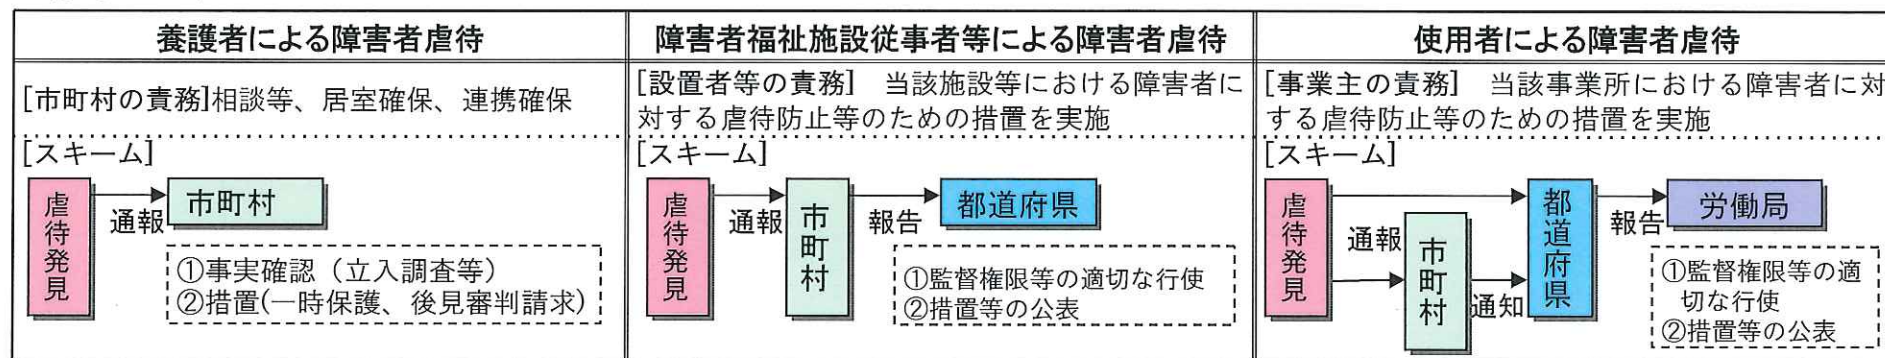 養護者による障害者虐待
[市町村の責務]相談等、居室確保、連携確保
[スキーム]
虐待発見
通報
市町村
①事実確認（立入調査等）
②措置(一時保護、後見審判請求)
障害者福祉施設従事者等による障害者虐待
[設置者等の責務]　当該施設等における障害者に
対する虐待防止等のための措置を実施
[スキーム]
虐待発見
通報
市町村
報告
都道府県
①監督権限等の適切な行使
②措置等の公表
使用者による障害者虐待
[事業主の責務]　当該事業所における障害者に対
する虐待防止等のための措置を実施
[スキーム]
虐待発見
通報
市町村
通知
都道府県
報告
労働局
①監督権限等の適
切な行使
②措置等の公表